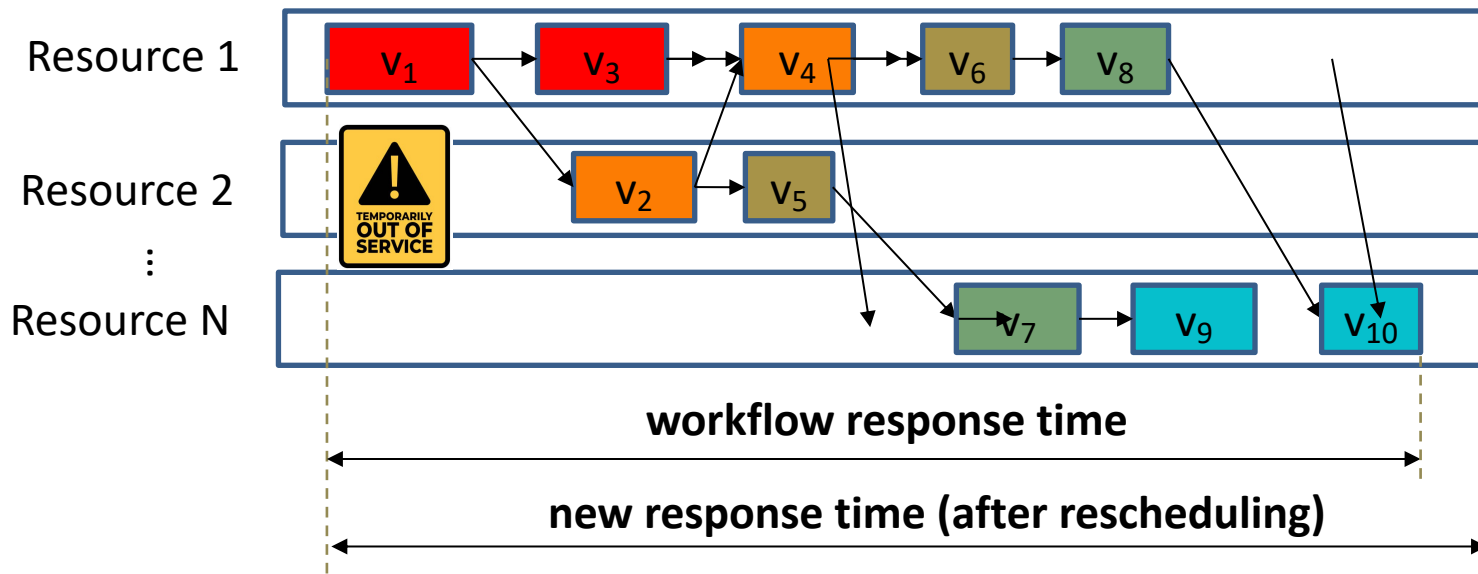 Resource 1
v1
v3
v4
v6
v8
Resource 2
!
TEMPORARILY
OUT OF
SERVICE
v2
v5
⋮
Resource N
v7
v9
v10
workflow response time
new response time (after rescheduling)